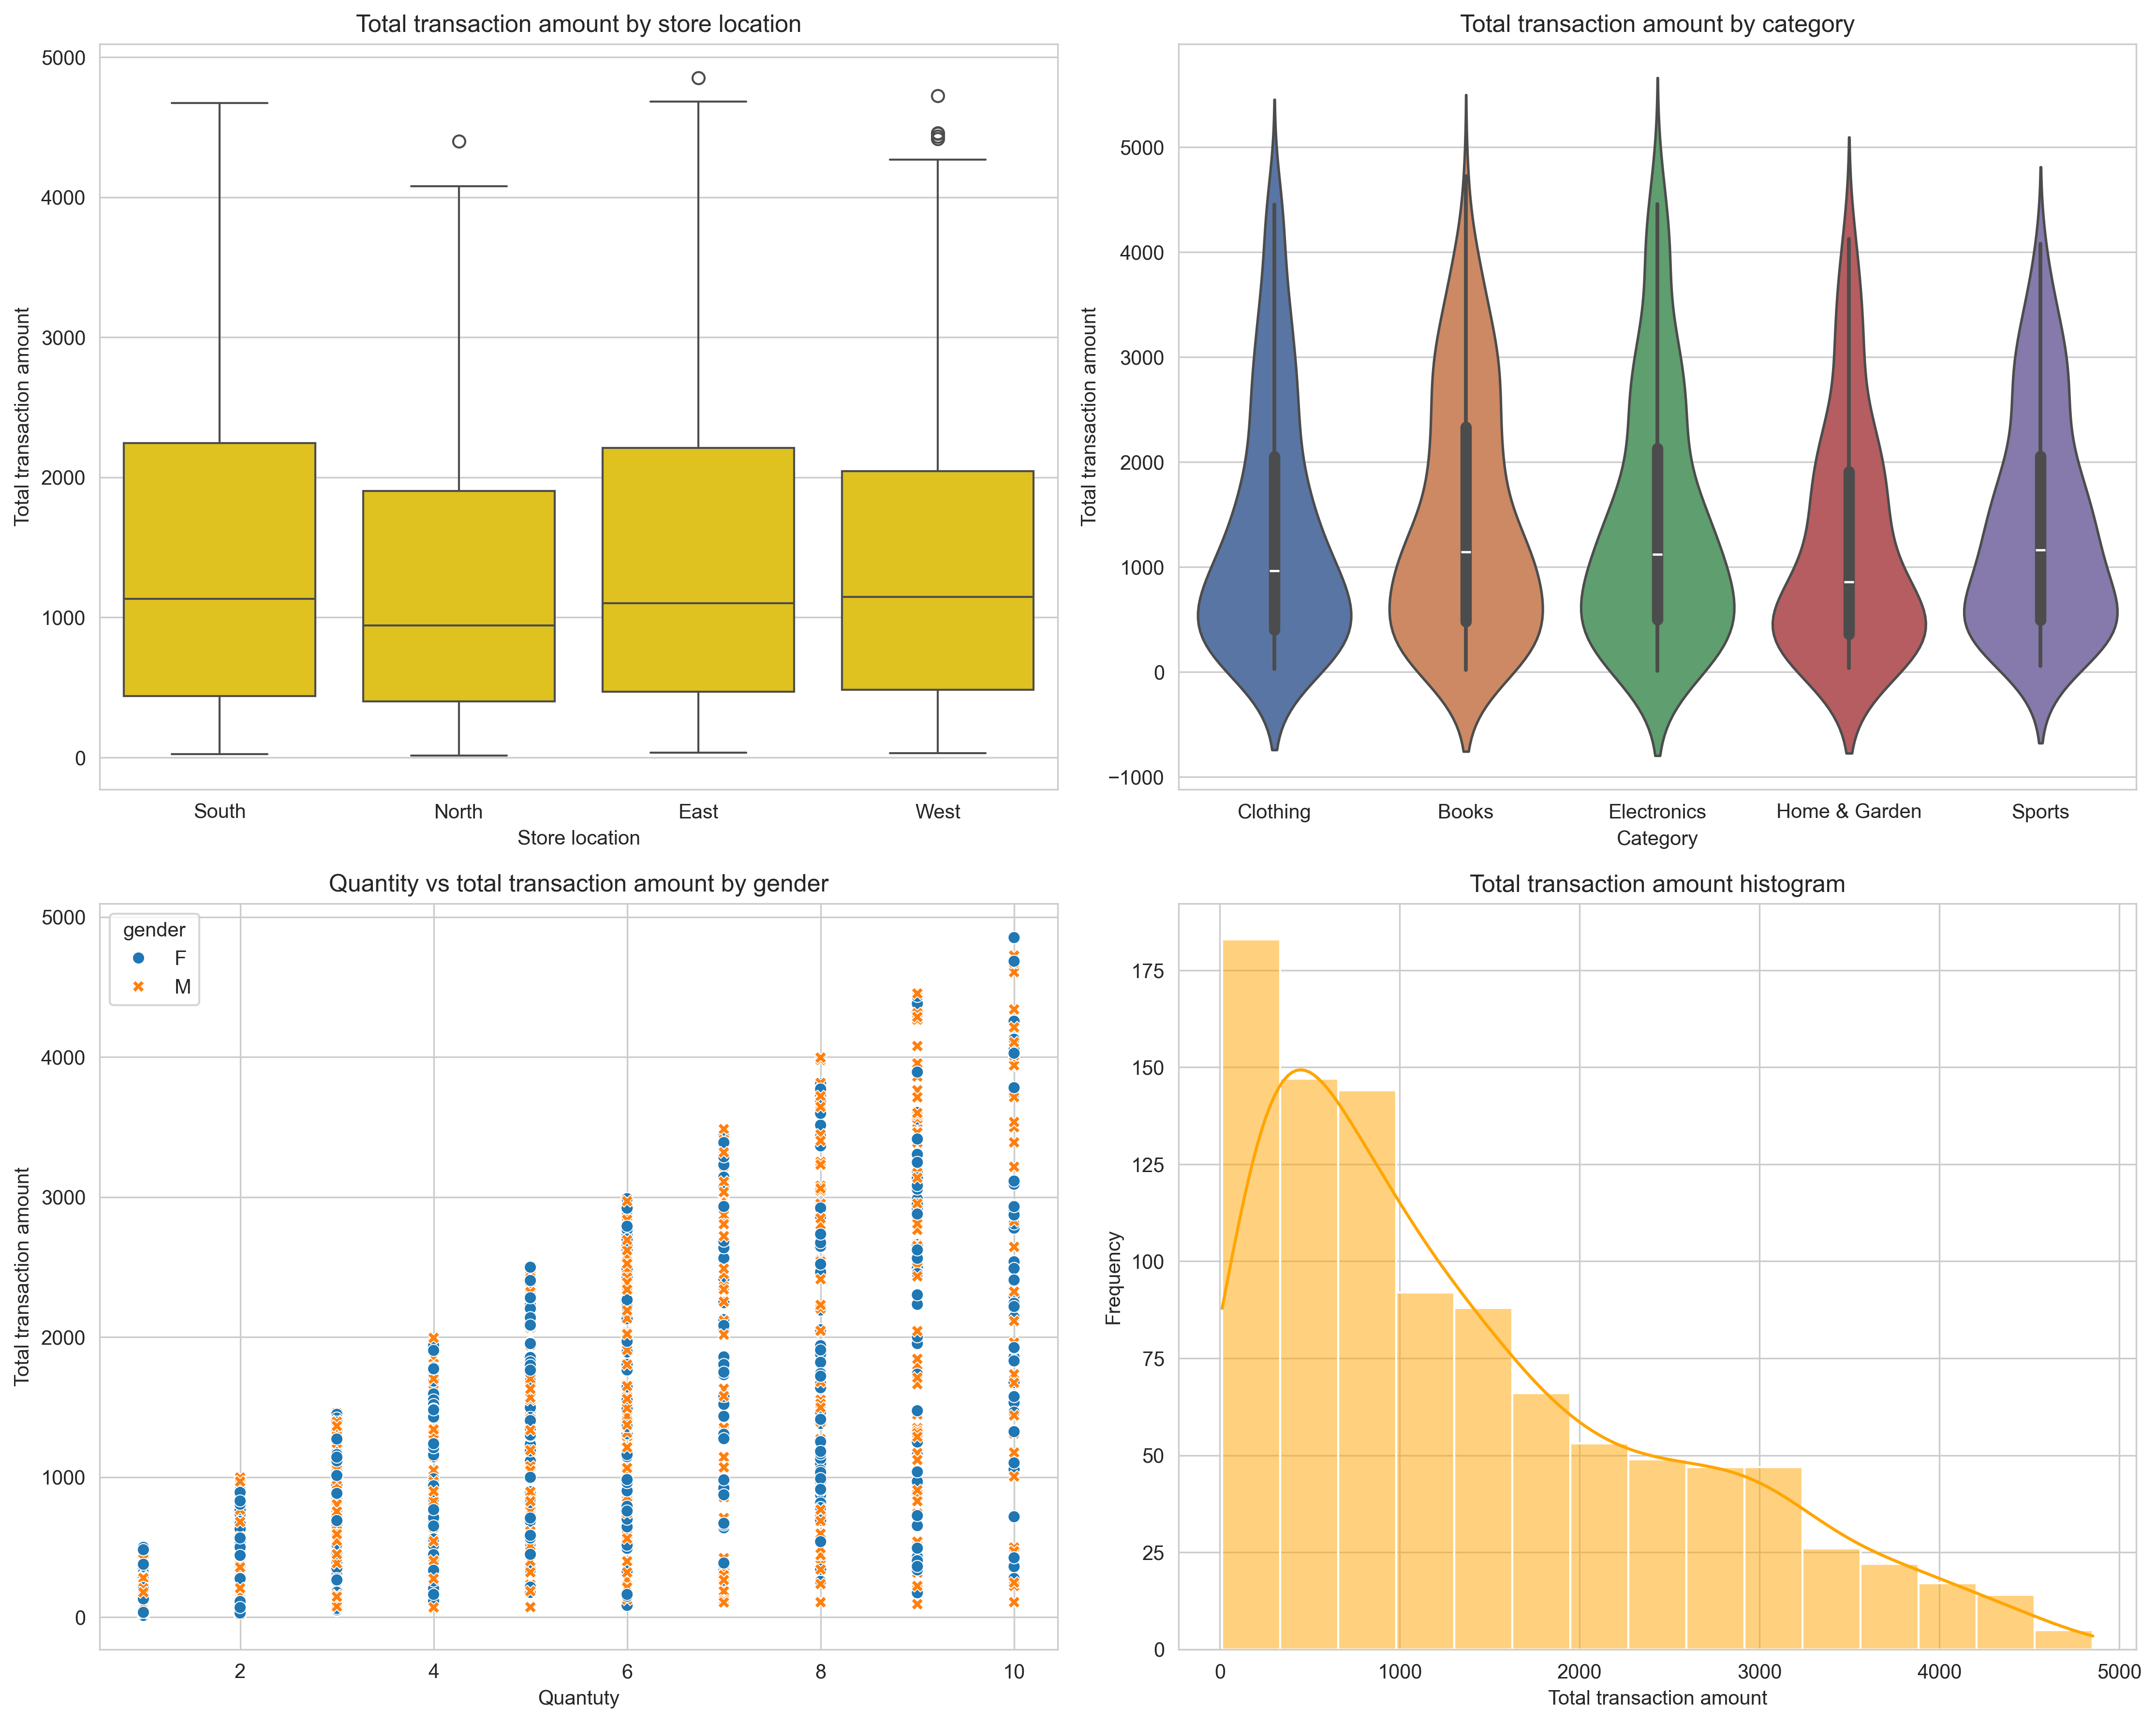 Total transaction amount by store location
Total transaction amount
5000
4000
3000
2000
1000
0
South North East West
Store location
Total transaction amount by category
Total transaction amount
5000
4000
3000
2000
1000
0
−1000
Clothing Books Electronics Home & Garden Sports
Category
Quantity vs total transaction amount by gender
gender
F
M
Total transaction amount
5000
4000
3000
2000
1000
0
2 4 6 8 10
Quantuty
Total transaction amount histogram
Frequency
175
150
125
100
75
50
25
0
0 1000 2000 3000 4000 5000
Total transaction amount